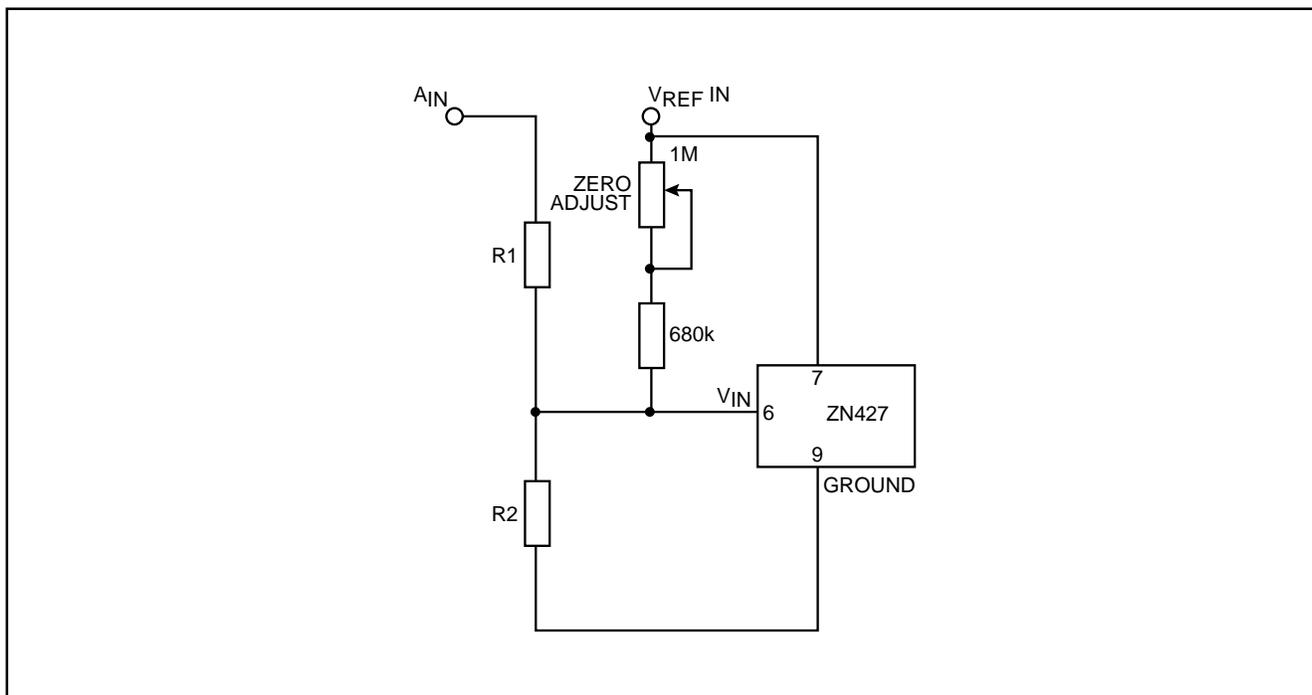 AIN
VREF IN
1M
ZERO
ADJUST
R1
680k
VIN
7
6
ZN427
9
GROUND
R2